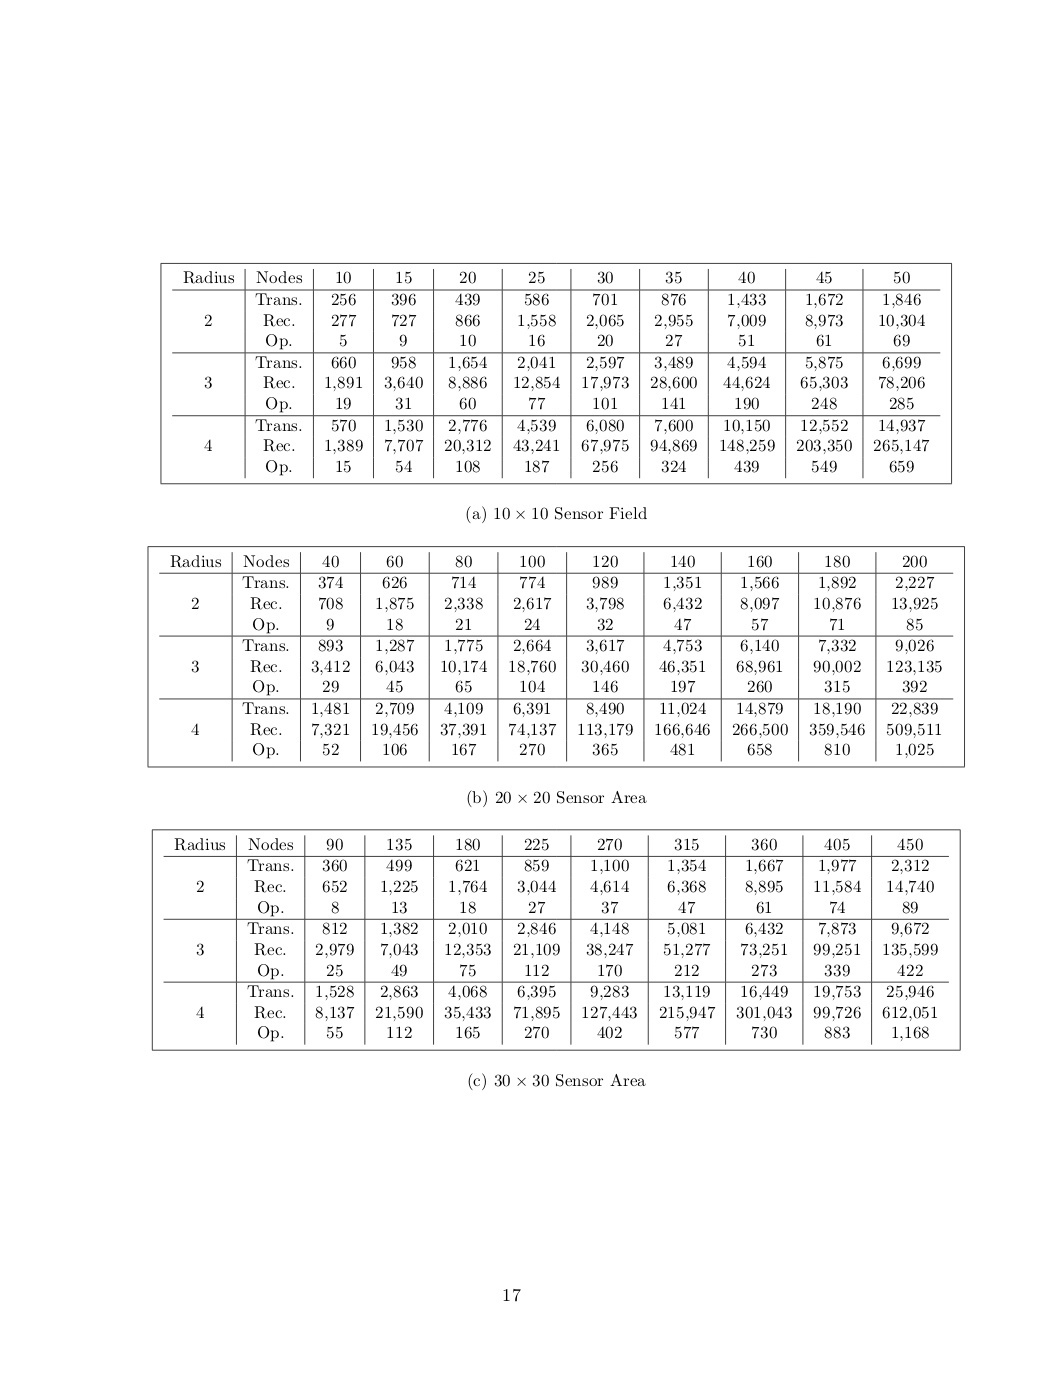 Radius Nodes 10 15 20 25 30 35 40 45 50
Trans. 256 396 439 586 701 876 1,433 1,672 1,846
2 Rec. 277 727 866 1,558 2,065 2,955 7,009 8,973 10,304
Op. 5 9 10 16 20 27 51 61 69
Trans. 660 958 1,654 2,041 2,597 3,489 4,594 5,875 6,699
3 Rec. 1,891 3,640 8,886 12,854 17,973 28,600 44,624 65,303 78,206
Op. 19 31 60 77 101 141 190 248 285
Trans. 570 1,530 2,776 4,539 6,080 7,600 10,150 12,552 14,937
4 Rec. 1,389 7,707 20,312 43,241 67,975 94,869 148,259 203,350 265,147
Op. 15 54 108 187 256 324 439 549 659
(a) 10 × 10 Sensor Field
Radius Nodes 40 60 80 100 120 140 160 180 200
Trans. 374 626 714 774 989 1,351 1,566 1,892 2,227
2 Rec. 708 1,875 2,338 2,617 3,798 6,432 8,097 10,876 13,925
Op. 9 18 21 24 32 47 57 71 85
Trans. 893 1,287 1,775 2,664 3,617 4,753 6,140 7,332 9,026
3 Rec. 3,412 6,043 10,174 18,760 30,460 46,351 68,961 90,002 123,135
Op. 29 45 65 104 146 197 260 315 392
Trans. 1,481 2,709 4,109 6,391 8,490 11,024 14,879 18,190 22,839
4 Rec. 7,321 19,456 37,391 74,137 113,179 166,646 266,500 359,546 509,511
Op. 52 106 167 270 365 481 658 810 1,025
(b) 20 × 20 Sensor Area
Radius Nodes 90 135 180 225 270 315 360 405 450
Trans. 360 499 621 859 1,100 1,354 1,667 1,977 2,312
2 Rec. 652 1,225 1,764 3,044 4,614 6,368 8,895 11,584 14,740
Op. 8 13 18 27 37 47 61 74 89
Trans. 812 1,382 2,010 2,846 4,148 5,081 6,432 7,873 9,672
3 Rec. 2,979 7,043 12,353 21,109 38,247 51,277 73,251 99,251 135,599
Op. 25 49 75 112 170 212 273 339 422
Trans. 1,528 2,863 4,068 6,395 9,283 13,119 16,449 19,753 25,946
4 Rec. 8,137 21,590 35,433 71,895 127,443 215,947 301,043 99,726 612,051
Op. 55 112 165 270 402 577 730 883 1,168
(c) 30 × 30 Sensor Area
17